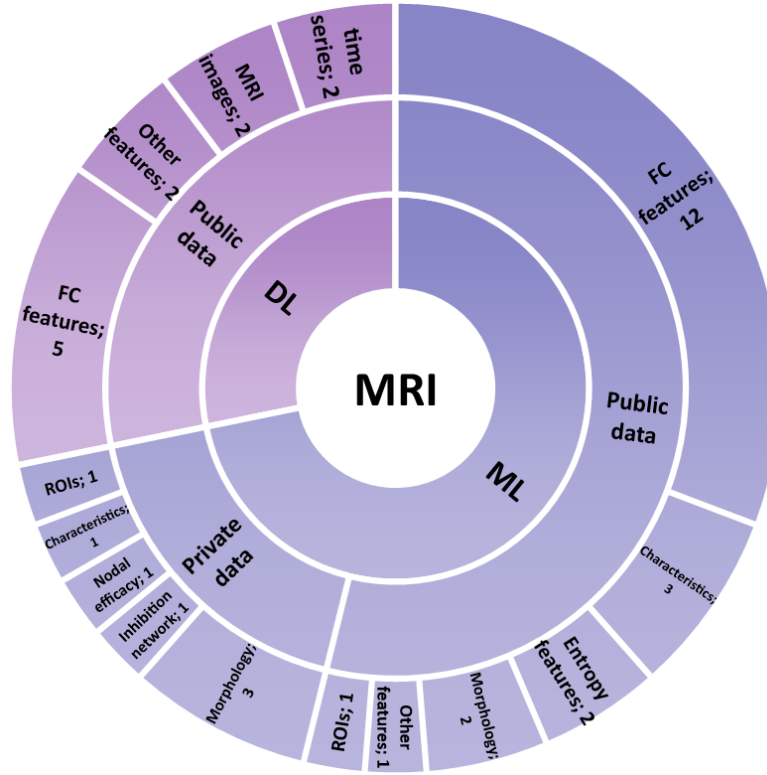 MRI
DL
ML
Public
data
Public
data
Private
data
FC
features;
12
Characteristics;
3
Entropy
features; 2
Morphology;
2
Other
features; 1
ROIs; 1
Morphology;
3
Inhibition
network; 1
Nodal
efficacy; 1
Characteristics;
1
ROIs; 1
FC
features;
5
Other
features; 2
MRI
images; 2
time
series; 2